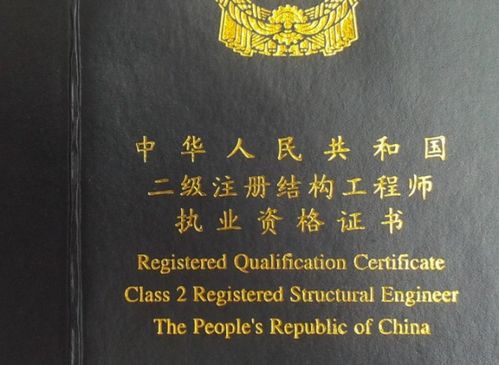 中华人民共和国
二级注册结构工程师
执业资格证书
Registered Qualification Certificate
Class 2 Registered Structural Engineer
The People's Republic of China